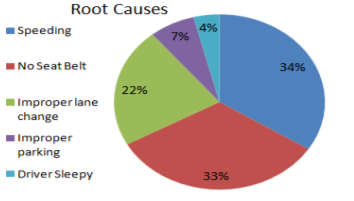 Root Causes
Speeding
No Seat Belt
Improper lane
change
Improper
parking
Driver Sleepy
4%
7%
34%
22%
33%